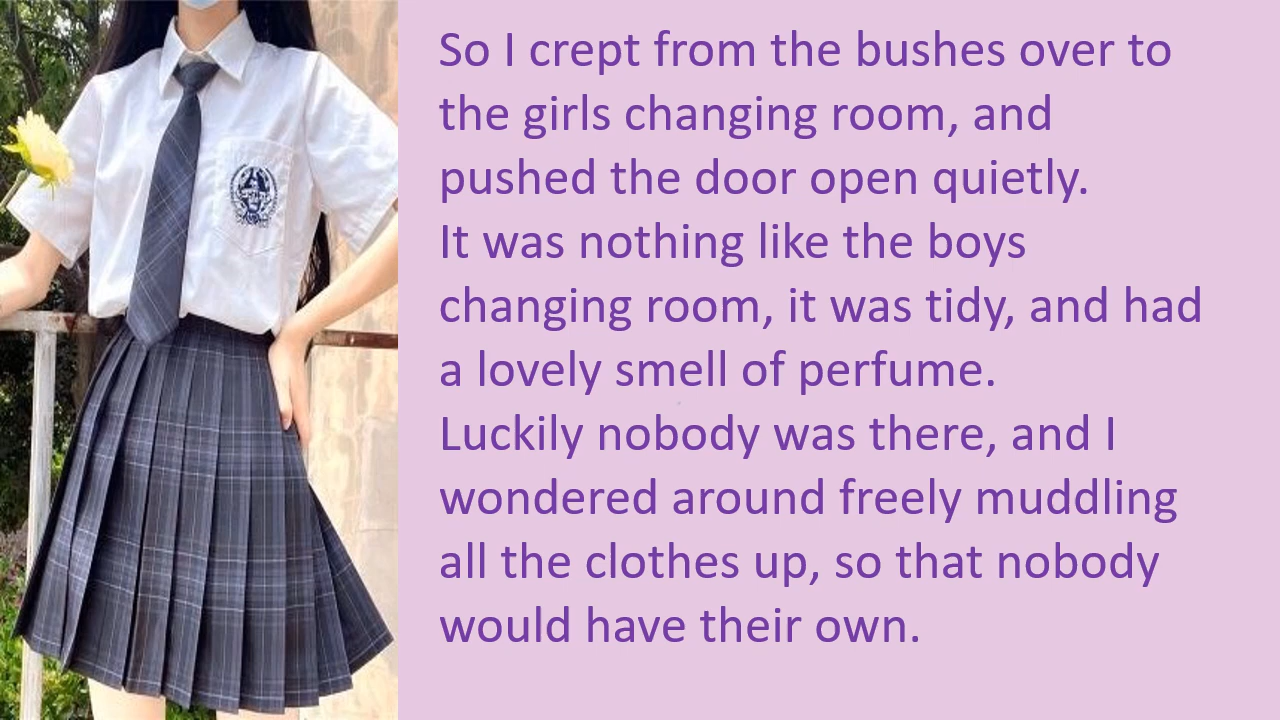 So I crept from the bushes over to
the girls changing room, and
pushed the door open quietly.
It was nothing like the boys
changing room, it was tidy, and had
a lovely smell of perfume.
Luckily nobody was there, and I
wondered around freely muddling
all the clothes up, so that nobody
would have their own.